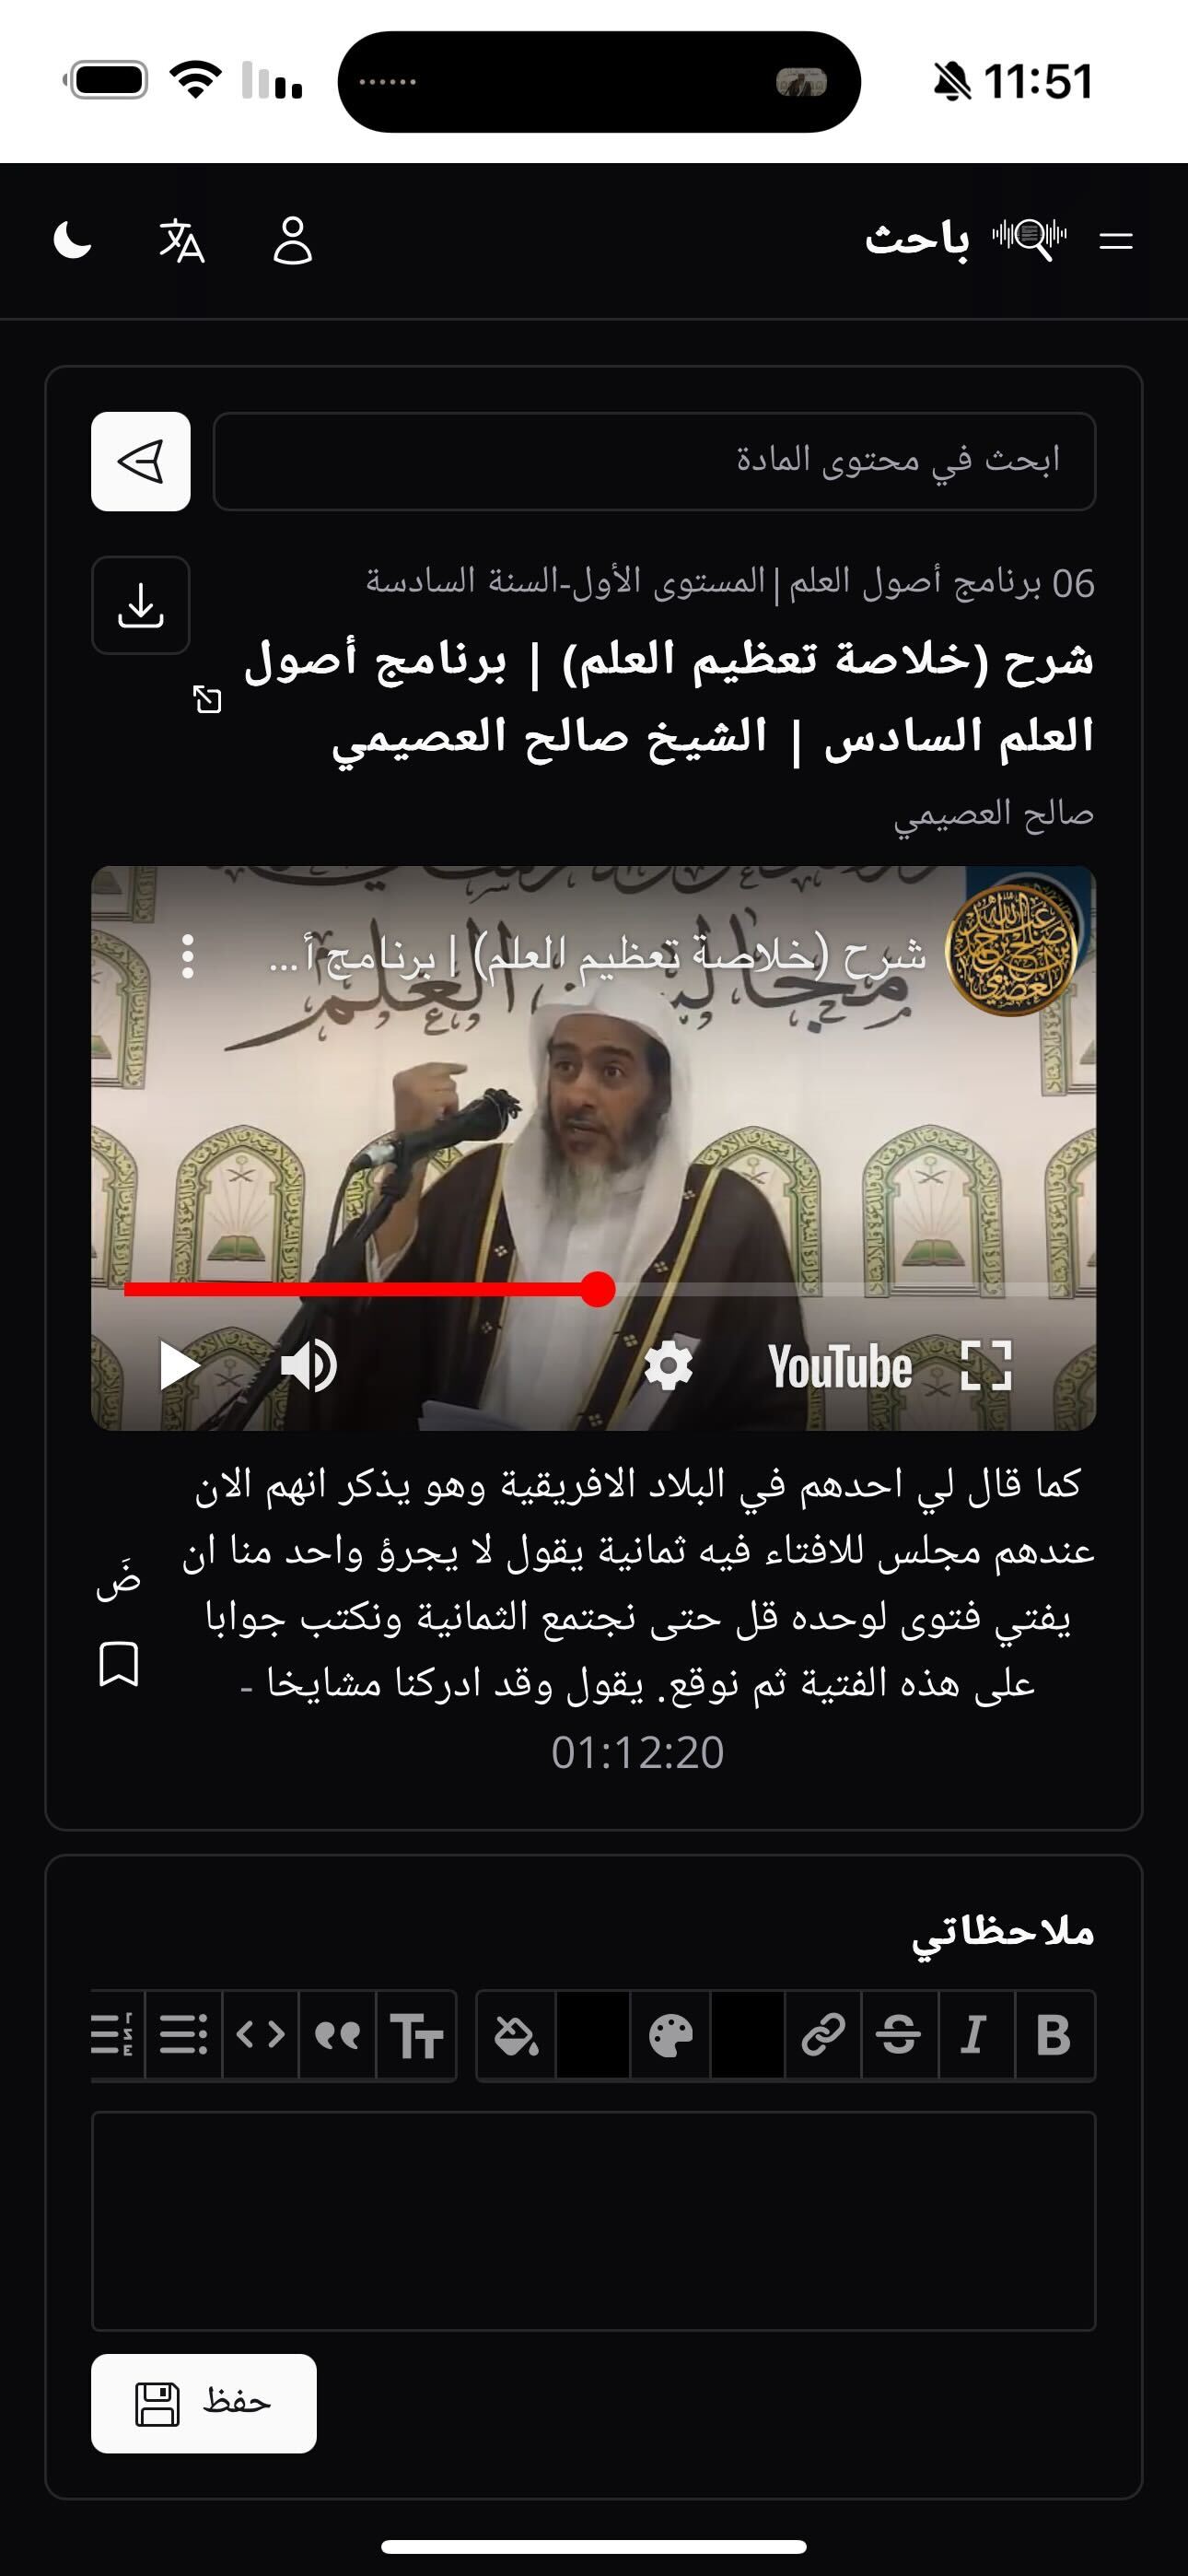 11:51
باحث
ابحث في محتوى المادة
06 برنامج أصول العلم|المستوى الأول-السنة السادسة
شرح (خلاصة تعظيم العلم) | برنامج أصول
العلم السادس | الشيخ صالح العصيمي
صالح العصيمي
شرح (خلاصة تعظيم العلم) | برنامج أ...
مجالس العلم
YouTube
كما قال لي احدهم في البلاد الافريقية وهو يذكر انهم الان
عندهم مجلس للافتاء فيه ثمانية يقول لا يجرؤ واحد منا ان
يفتي فتوى لوحده قل حتى نجتمع الثمانية ونكتب جوابا
على هذه الفتية ثم نوقع. يقول وقد ادركنا مشايخا -
01:12:20
ضَ
ملاحظاتي
B I S
حفظ